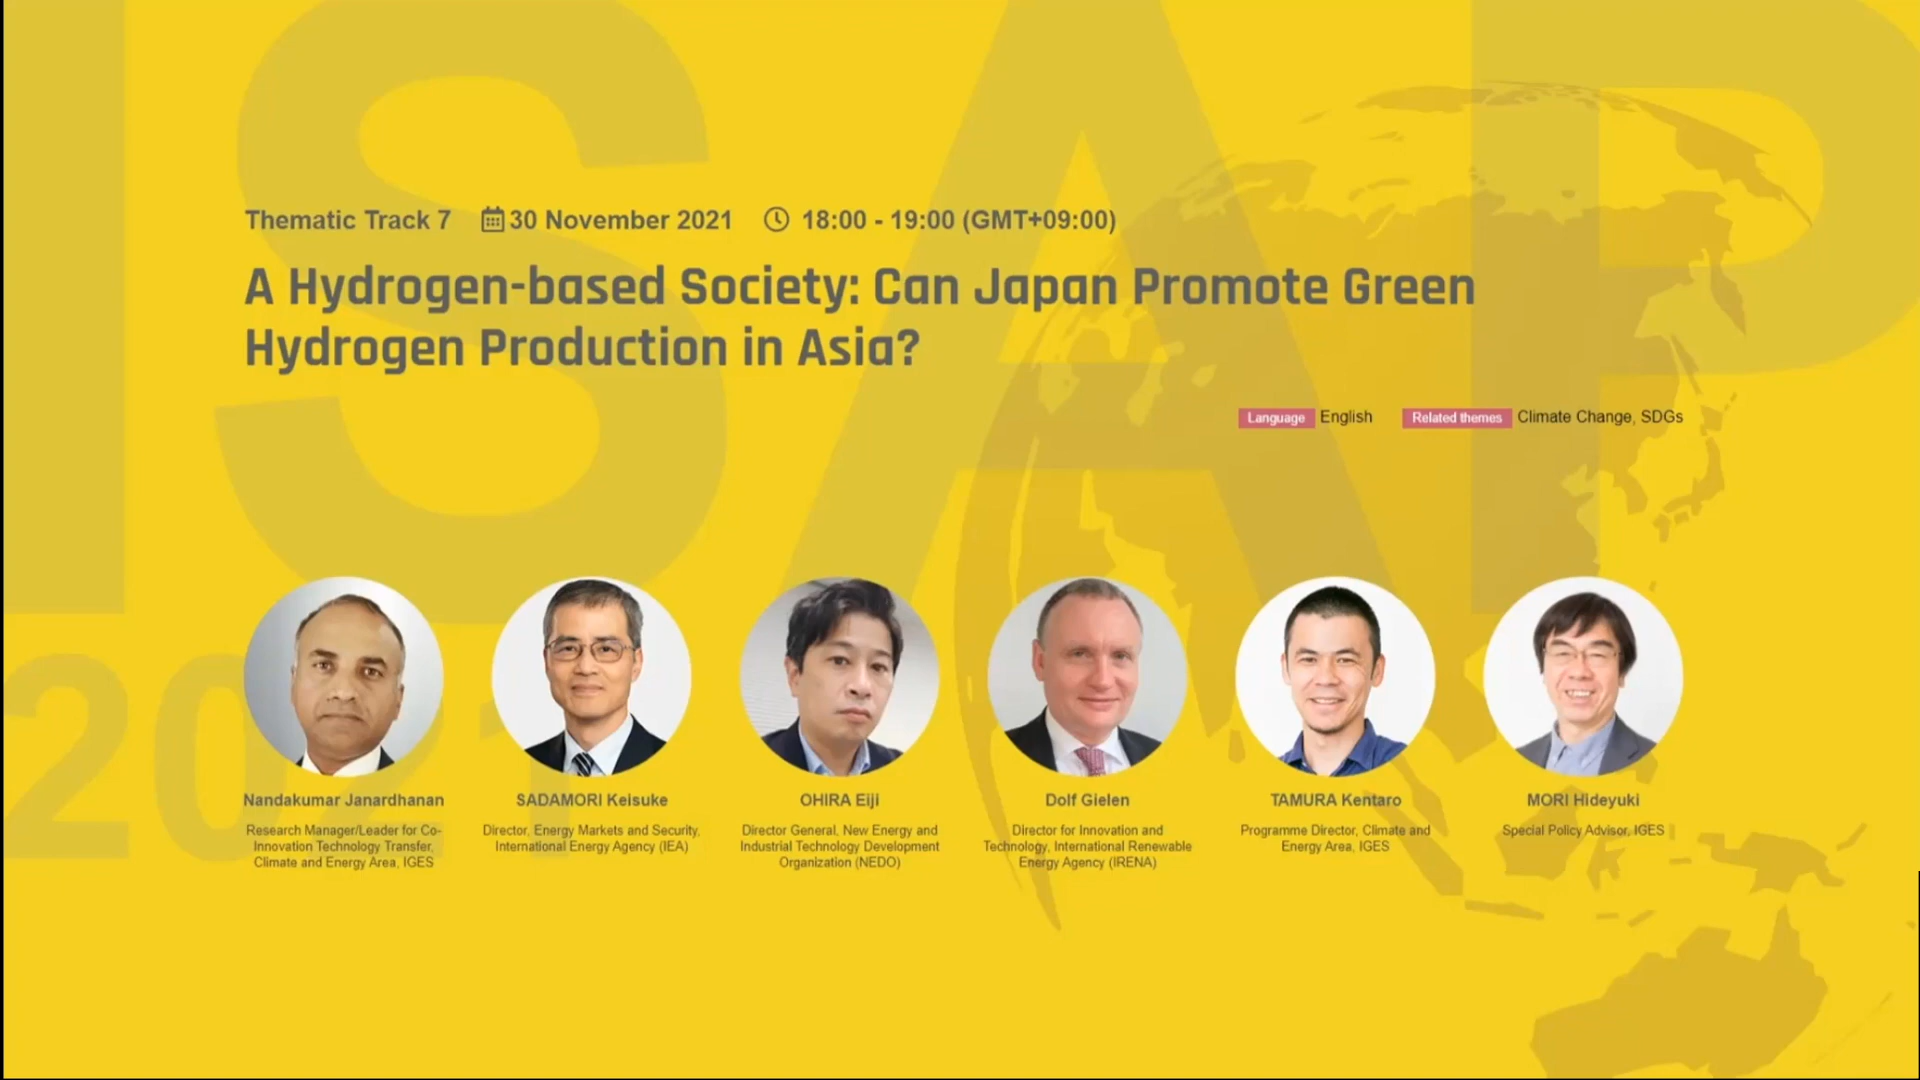 ISAP
2021
Thematic Track 7 30 November 2021 18:00 - 19:00 (GMT+09:00)
A Hydrogen-based Society: Can Japan Promote Green
Hydrogen Production in Asia?
Language English Related themes Climate Change, SDGs
Nandakumar Janardhanan
Research Manager/Leader for Co-
Innovation Technology Transfer,
Climate and Energy Area, IGES
SADAMORI Keisuke
Director, Energy Markets and Security,
International Energy Agency (IEA)
OHIRA Eiji
Director General, New Energy and
Industrial Technology Development
Organization (NEDO)
Dolf Gielen
Director for Innovation and
Technology, International Renewable
Energy Agency (IRENA)
TAMURA Kentaro
Programme Director, Climate and
Energy Area, IGES
MORI Hideyuki
Special Policy Advisor, IGES